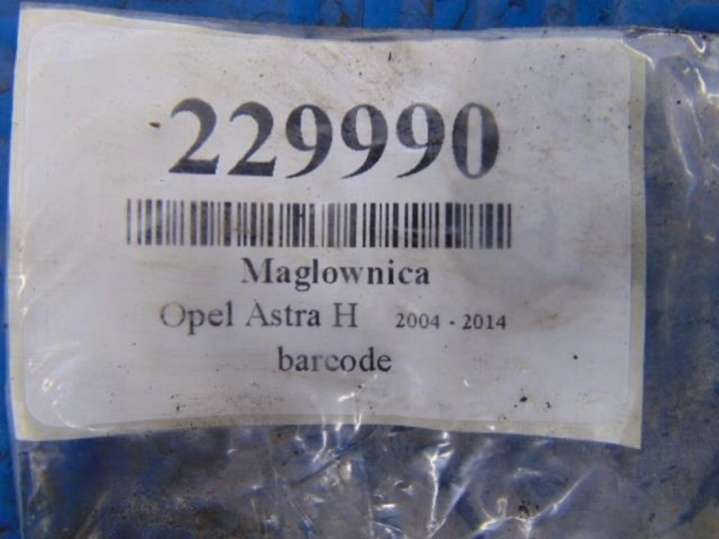 229990
Maglownica
Opel Astra H 2004 - 2014
barcode